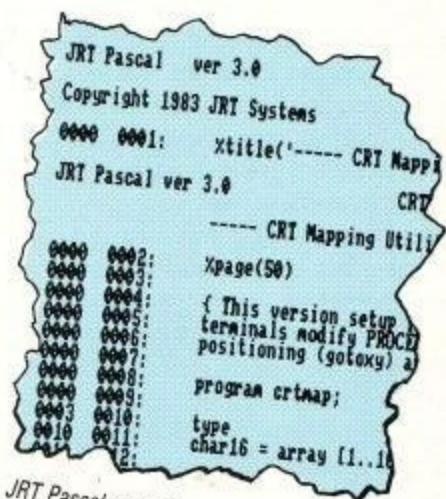 JRT Pascal ver 3.0
Copyright 1983 JRT Systems
0000 0001: %title('----- CRT Mapp
JRT Pascal ver 3.0
CRT
----- CRT Mapping Utili
0000 0002: %page(50)
0000 0003:
0000 0004: { This version setup
0000 0005: terminals modify PROCE
0000 0006: positioning (gotoxy) a
0000 0007:
0000 0008: program crtmap;
0000 0009:
0003 0010: type
0010 0011: char16 = array [1..16
2:
JRT Pascal